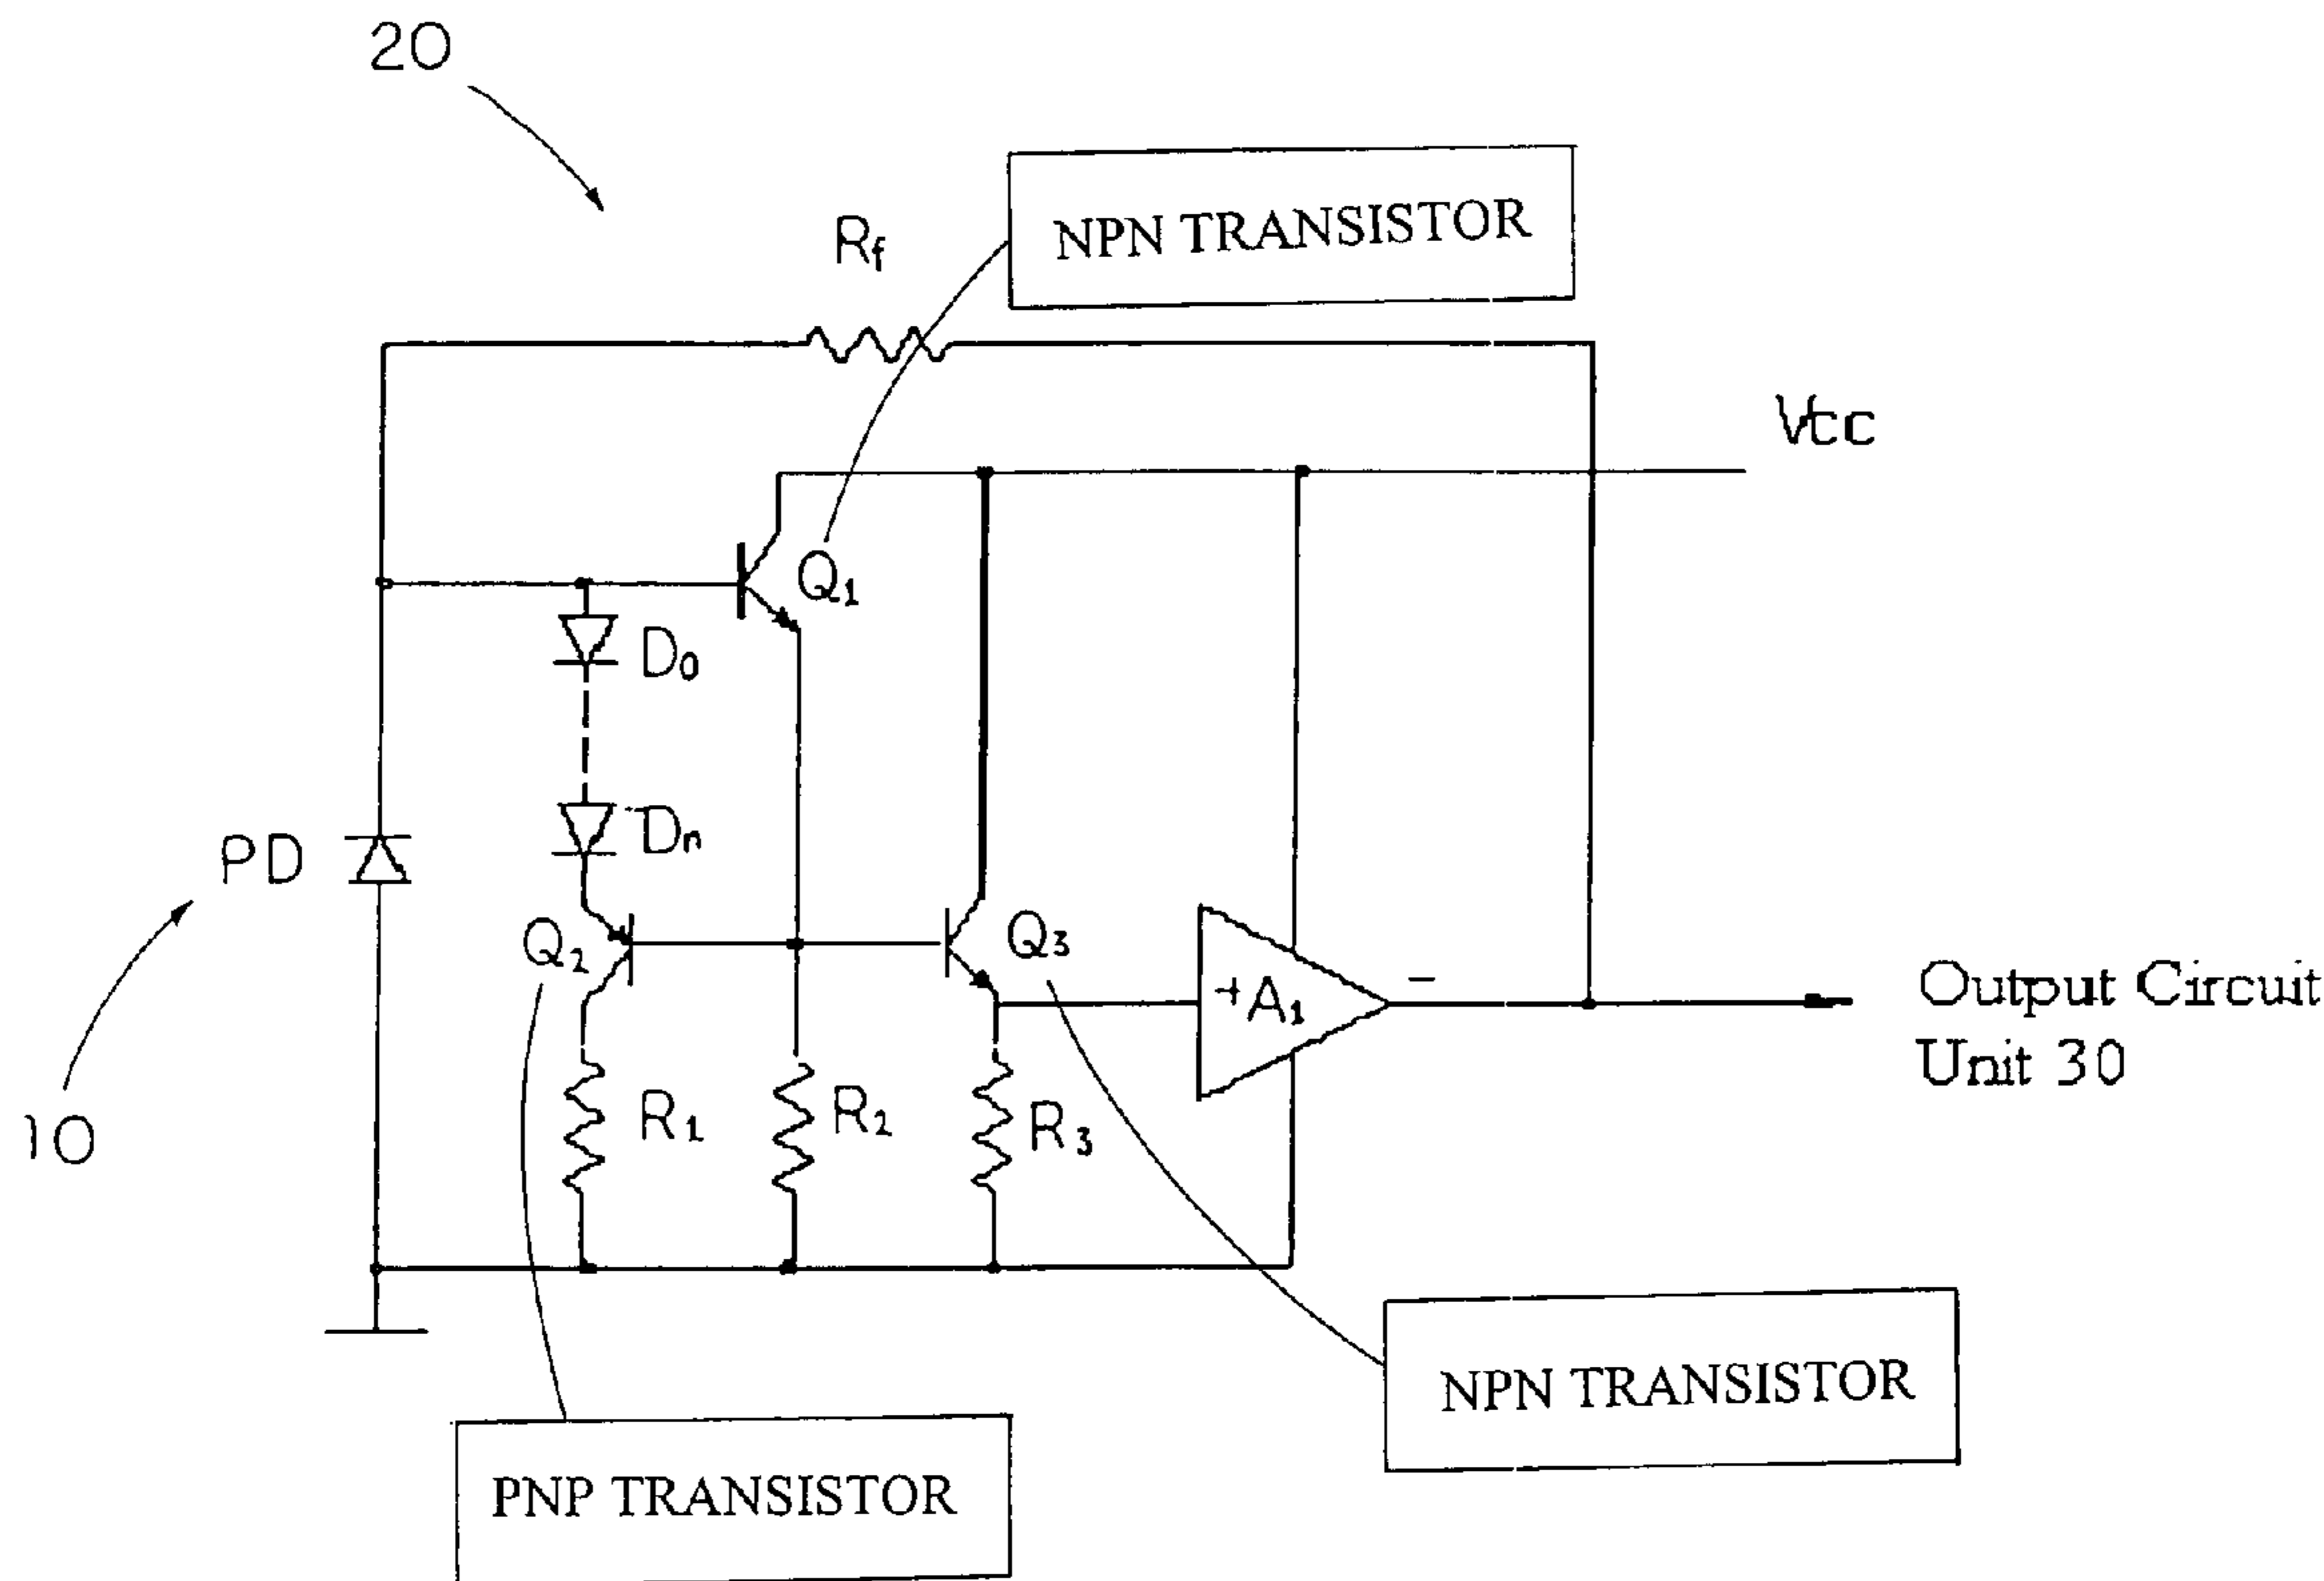 20
NPN TRANSISTOR
Rf
Vcc
Q1
D0
Dn
PD
Q2
Q3
+A1
-
Output Circuit
Unit 30
R1
R2
R3
10
NPN TRANSISTOR
PNP TRANSISTOR